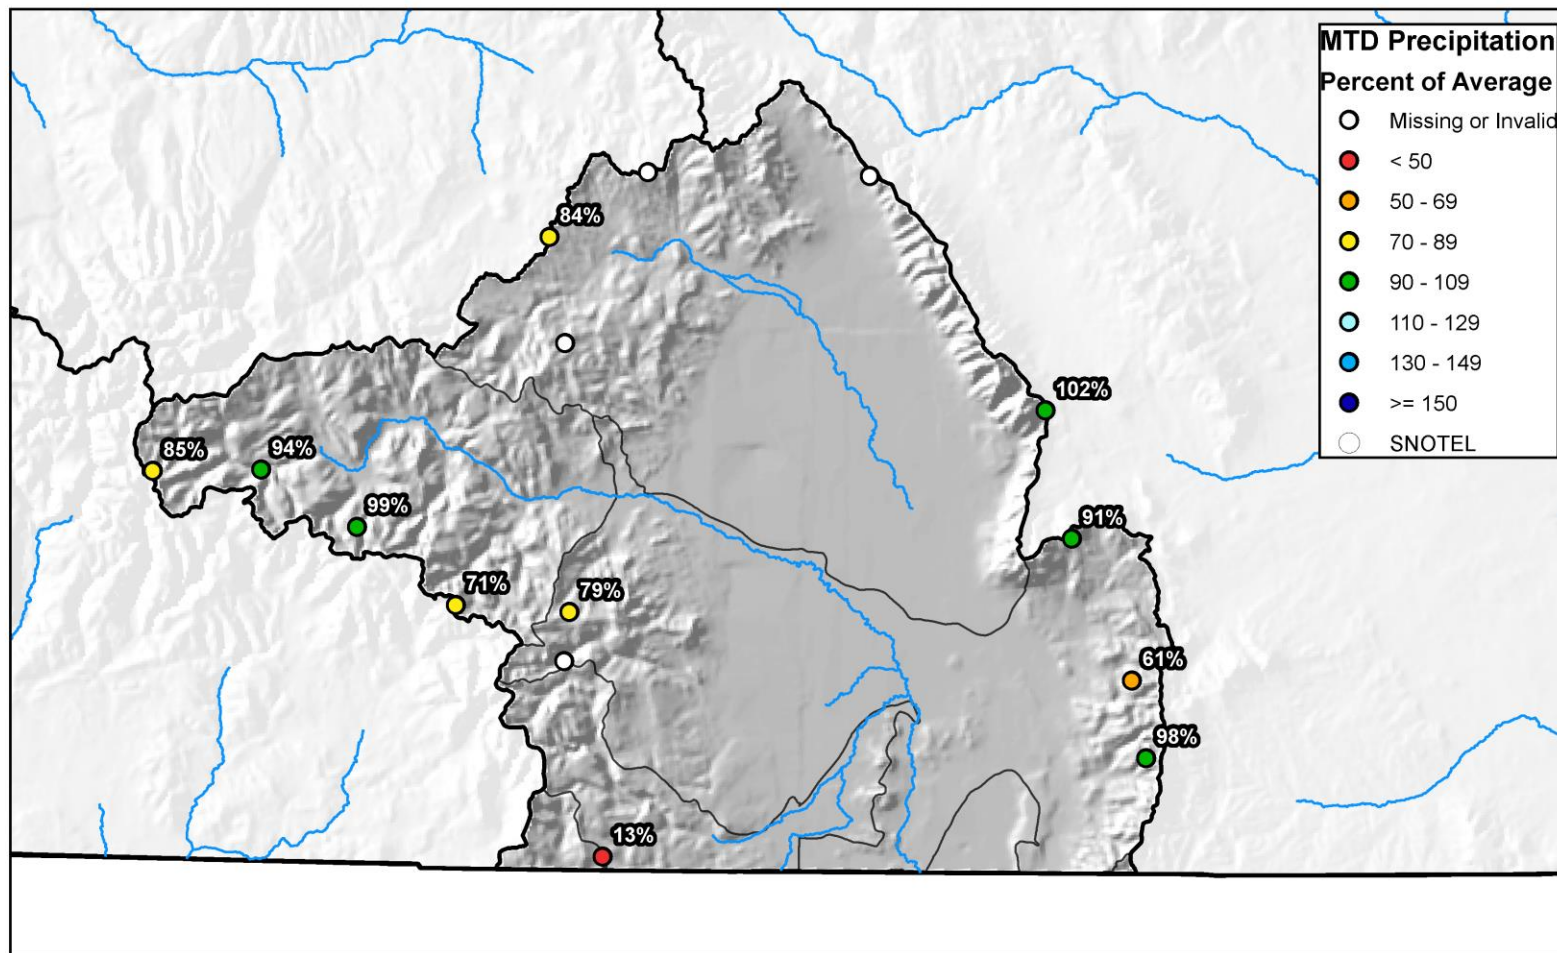 MTD Precipitation
Percent of Average
Missing or Invalid
< 50
50 - 69
70 - 89
90 - 109
110 - 129
130 - 149
>= 150
SNOTEL
84%
102%
85%
94%
99%
91%
71%
79%
61%
98%
13%